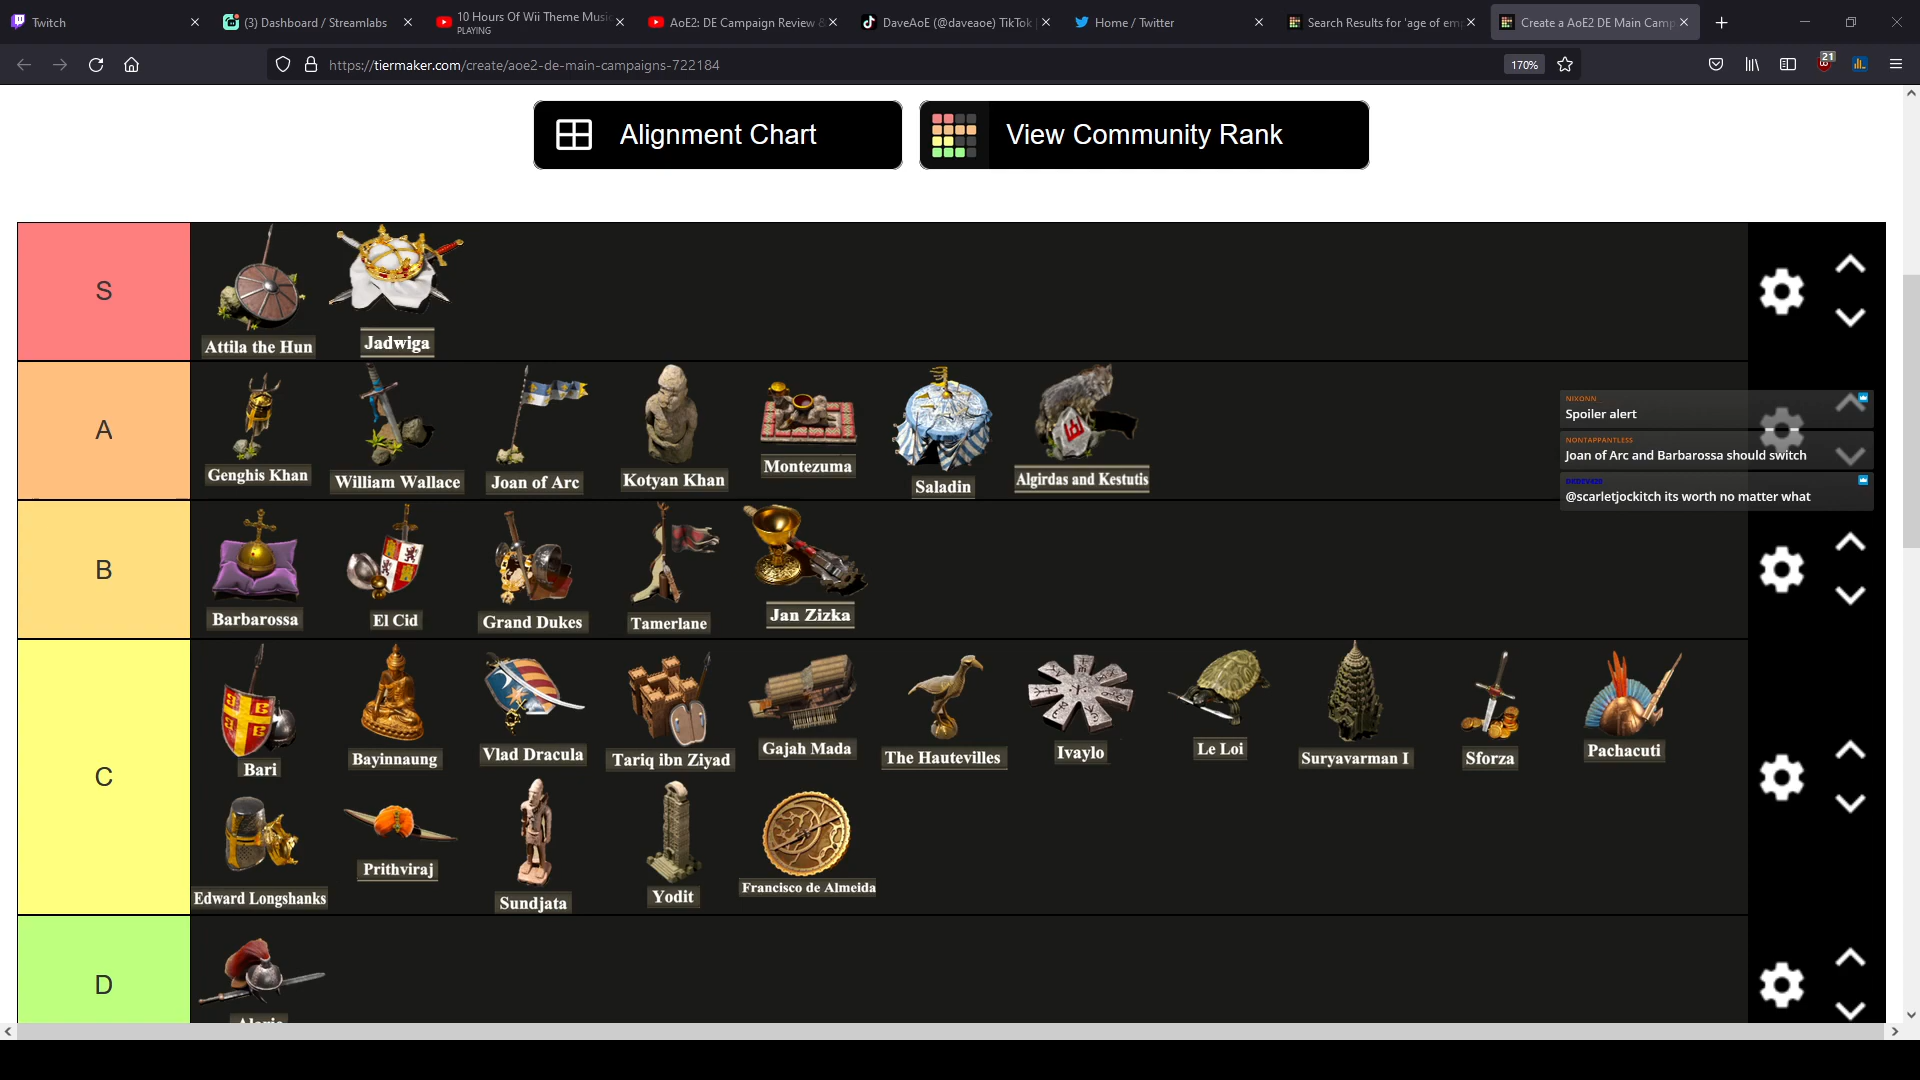 Twitch
(3) Dashboard / Streamlabs
10 Hours Of Wii Theme Music
PLAYING
AoE2: DE Campaign Review &
DaveAoE (@daveaoe) TikTok
Home / Twitter
Search Results for 'age of emp
Create a AoE2 DE Main Camp
https://tiermaker.com/create/aoe2-de-main-campaigns-722184
170%
21
Alignment Chart
View Community Rank
S
Attila the Hun
Jadwiga
A
Genghis Khan
William Wallace
Joan of Arc
Kotyan Khan
Montezuma
Saladin
Algirdas and Kestutis
NIXONN
Spoiler alert
NONTAPPANTLESS
Joan of Arc and Barbarossa should switch
@scarletjockitch its worth no matter what
B
Barbarossa
El Cid
Grand Dukes
Tamerlane
Jan Zizka
C
Bari
Bayinnaung
Vlad Dracula
Tariq ibn Ziyad
Gajah Mada
The Hautevilles
Ivaylo
Le Loi
Suryavarman I
Sforza
Pachacuti
Edward Longshanks
Prithviraj
Sundjata
Yodit
Francisco de Almeida
D
Alaric